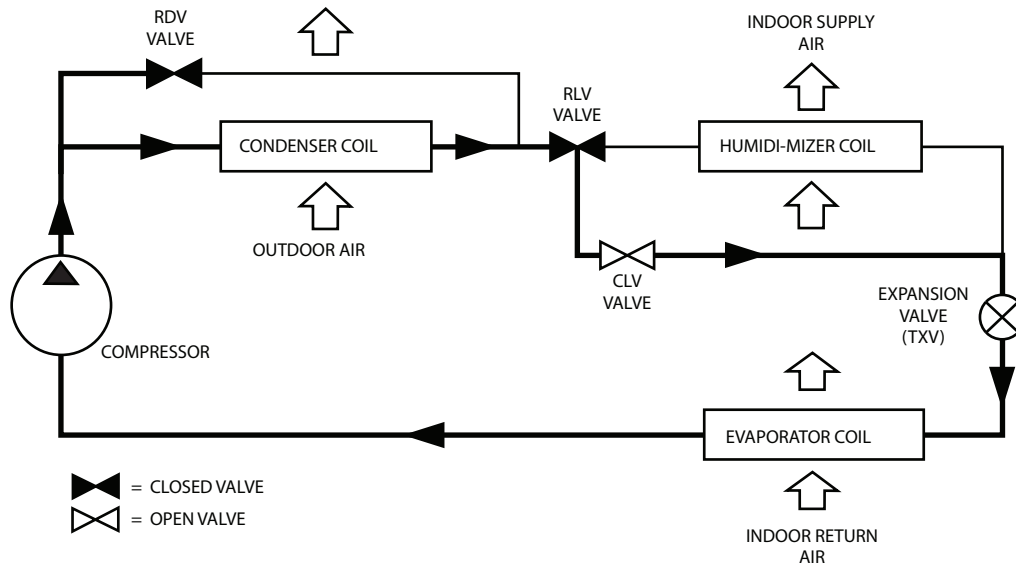 RDV
VALVE
INDOOR SUPPLY
AIR
RLV
VALVE
CONDENSER COIL
HUMIDI-MIZER COIL
OUTDOOR AIR
CLV
VALVE
EXPANSION
VALVE
(TXV)
COMPRESSOR
EVAPORATOR COIL
= CLOSED VALVE
= OPEN VALVE
INDOOR RETURN
AIR